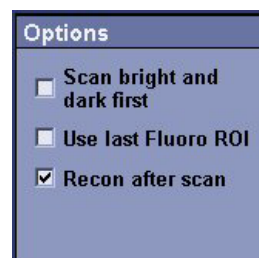 Options
Scan bright and
dark first
Use last Fluoro ROI
Recon after scan